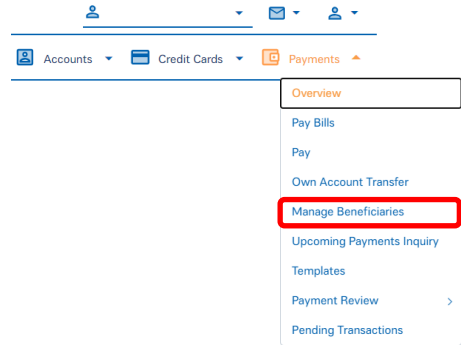 Accounts Credit Cards Payments
Overview
Pay Bills
Pay
Own Account Transfer
Manage Beneficiaries
Upcoming Payments Inquiry
Templates
Payment Review
Pending Transactions